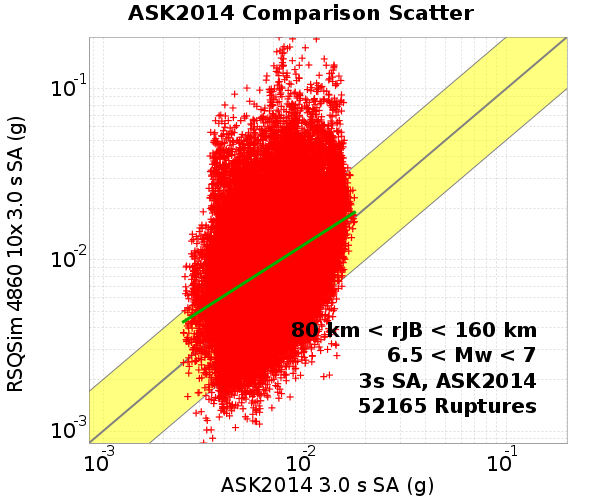 ASK2014 Comparison Scatter
RSQSim 4860 10x 3.0 s SA (g)
10-1
10-2
10-3
80 km < rJB < 160 km
6.5 < Mw < 7
3s SA, ASK2014
52165 Ruptures
10-3 10-2 10-1
ASK2014 3.0 s SA (g)